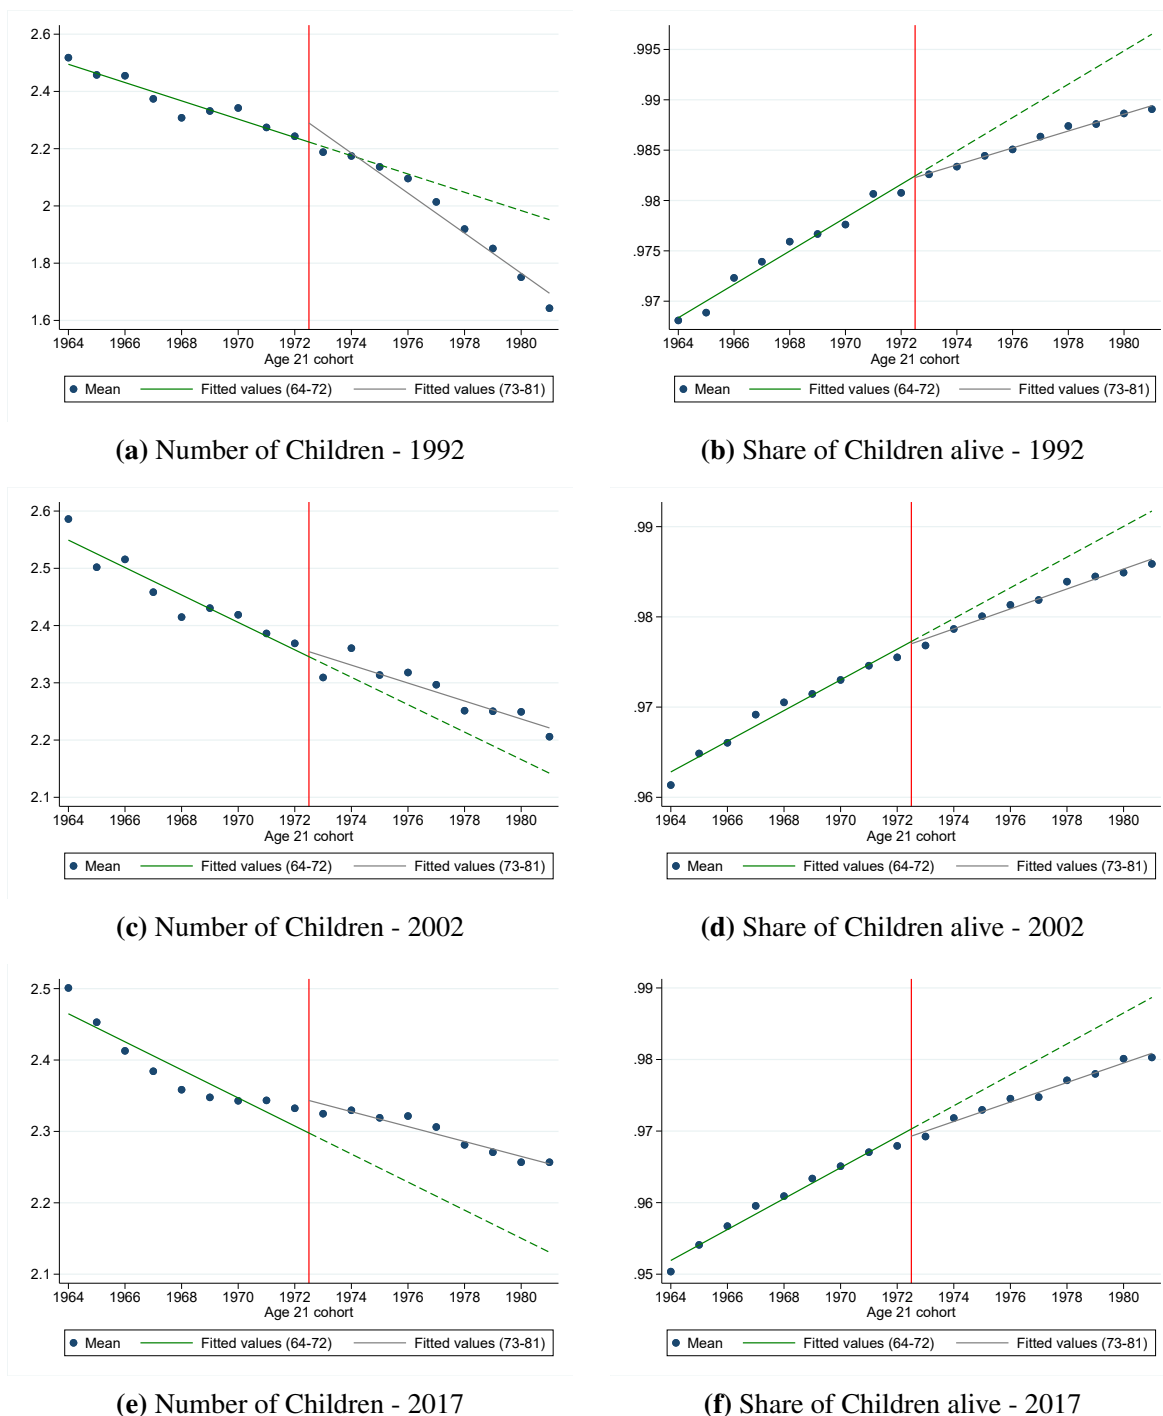 2.6
2.4
2.2
2
1.8
1.6
1964 1966 1968 1970 1972 1974 1976 1978 1980
Age 21 cohort
Mean Fitted values (64-72) Fitted values (73-81)
(a) Number of Children - 1992
.995
.99
.985
.98
.975
.97
1964 1966 1968 1970 1972 1974 1976 1978 1980
Age 21 cohort
Mean Fitted values (64-72) Fitted values (73-81)
(b) Share of Children alive - 1992
2.6
2.5
2.4
2.3
2.2
2.1
1964 1966 1968 1970 1972 1974 1976 1978 1980
Age 21 cohort
Mean Fitted values (64-72) Fitted values (73-81)
(c) Number of Children - 2002
.99
.98
.97
.96
1964 1966 1968 1970 1972 1974 1976 1978 1980
Age 21 cohort
Mean Fitted values (64-72) Fitted values (73-81)
(d) Share of Children alive - 2002
2.5
2.4
2.3
2.2
2.1
1964 1966 1968 1970 1972 1974 1976 1978 1980
Age 21 cohort
Mean Fitted values (64-72) Fitted values (73-81)
(e) Number of Children - 2017
.99
.98
.97
.96
.95
1964 1966 1968 1970 1972 1974 1976 1978 1980
Age 21 cohort
Mean Fitted values (64-72) Fitted values (73-81)
(f) Share of Children alive - 2017